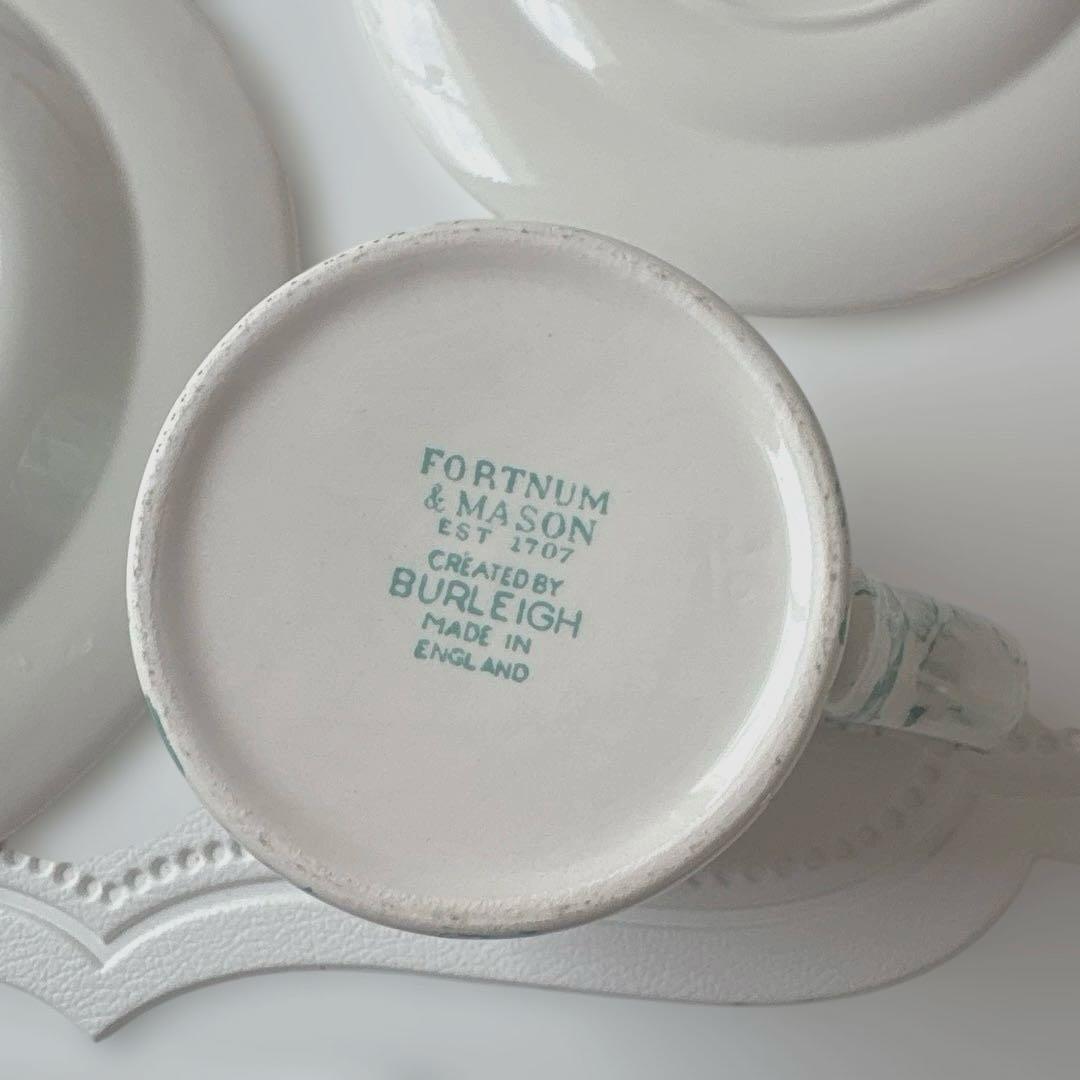 FORTNUM
& MASON
EST 1707
CREATED BY
BURLEIGH
MADE IN
ENGLAND